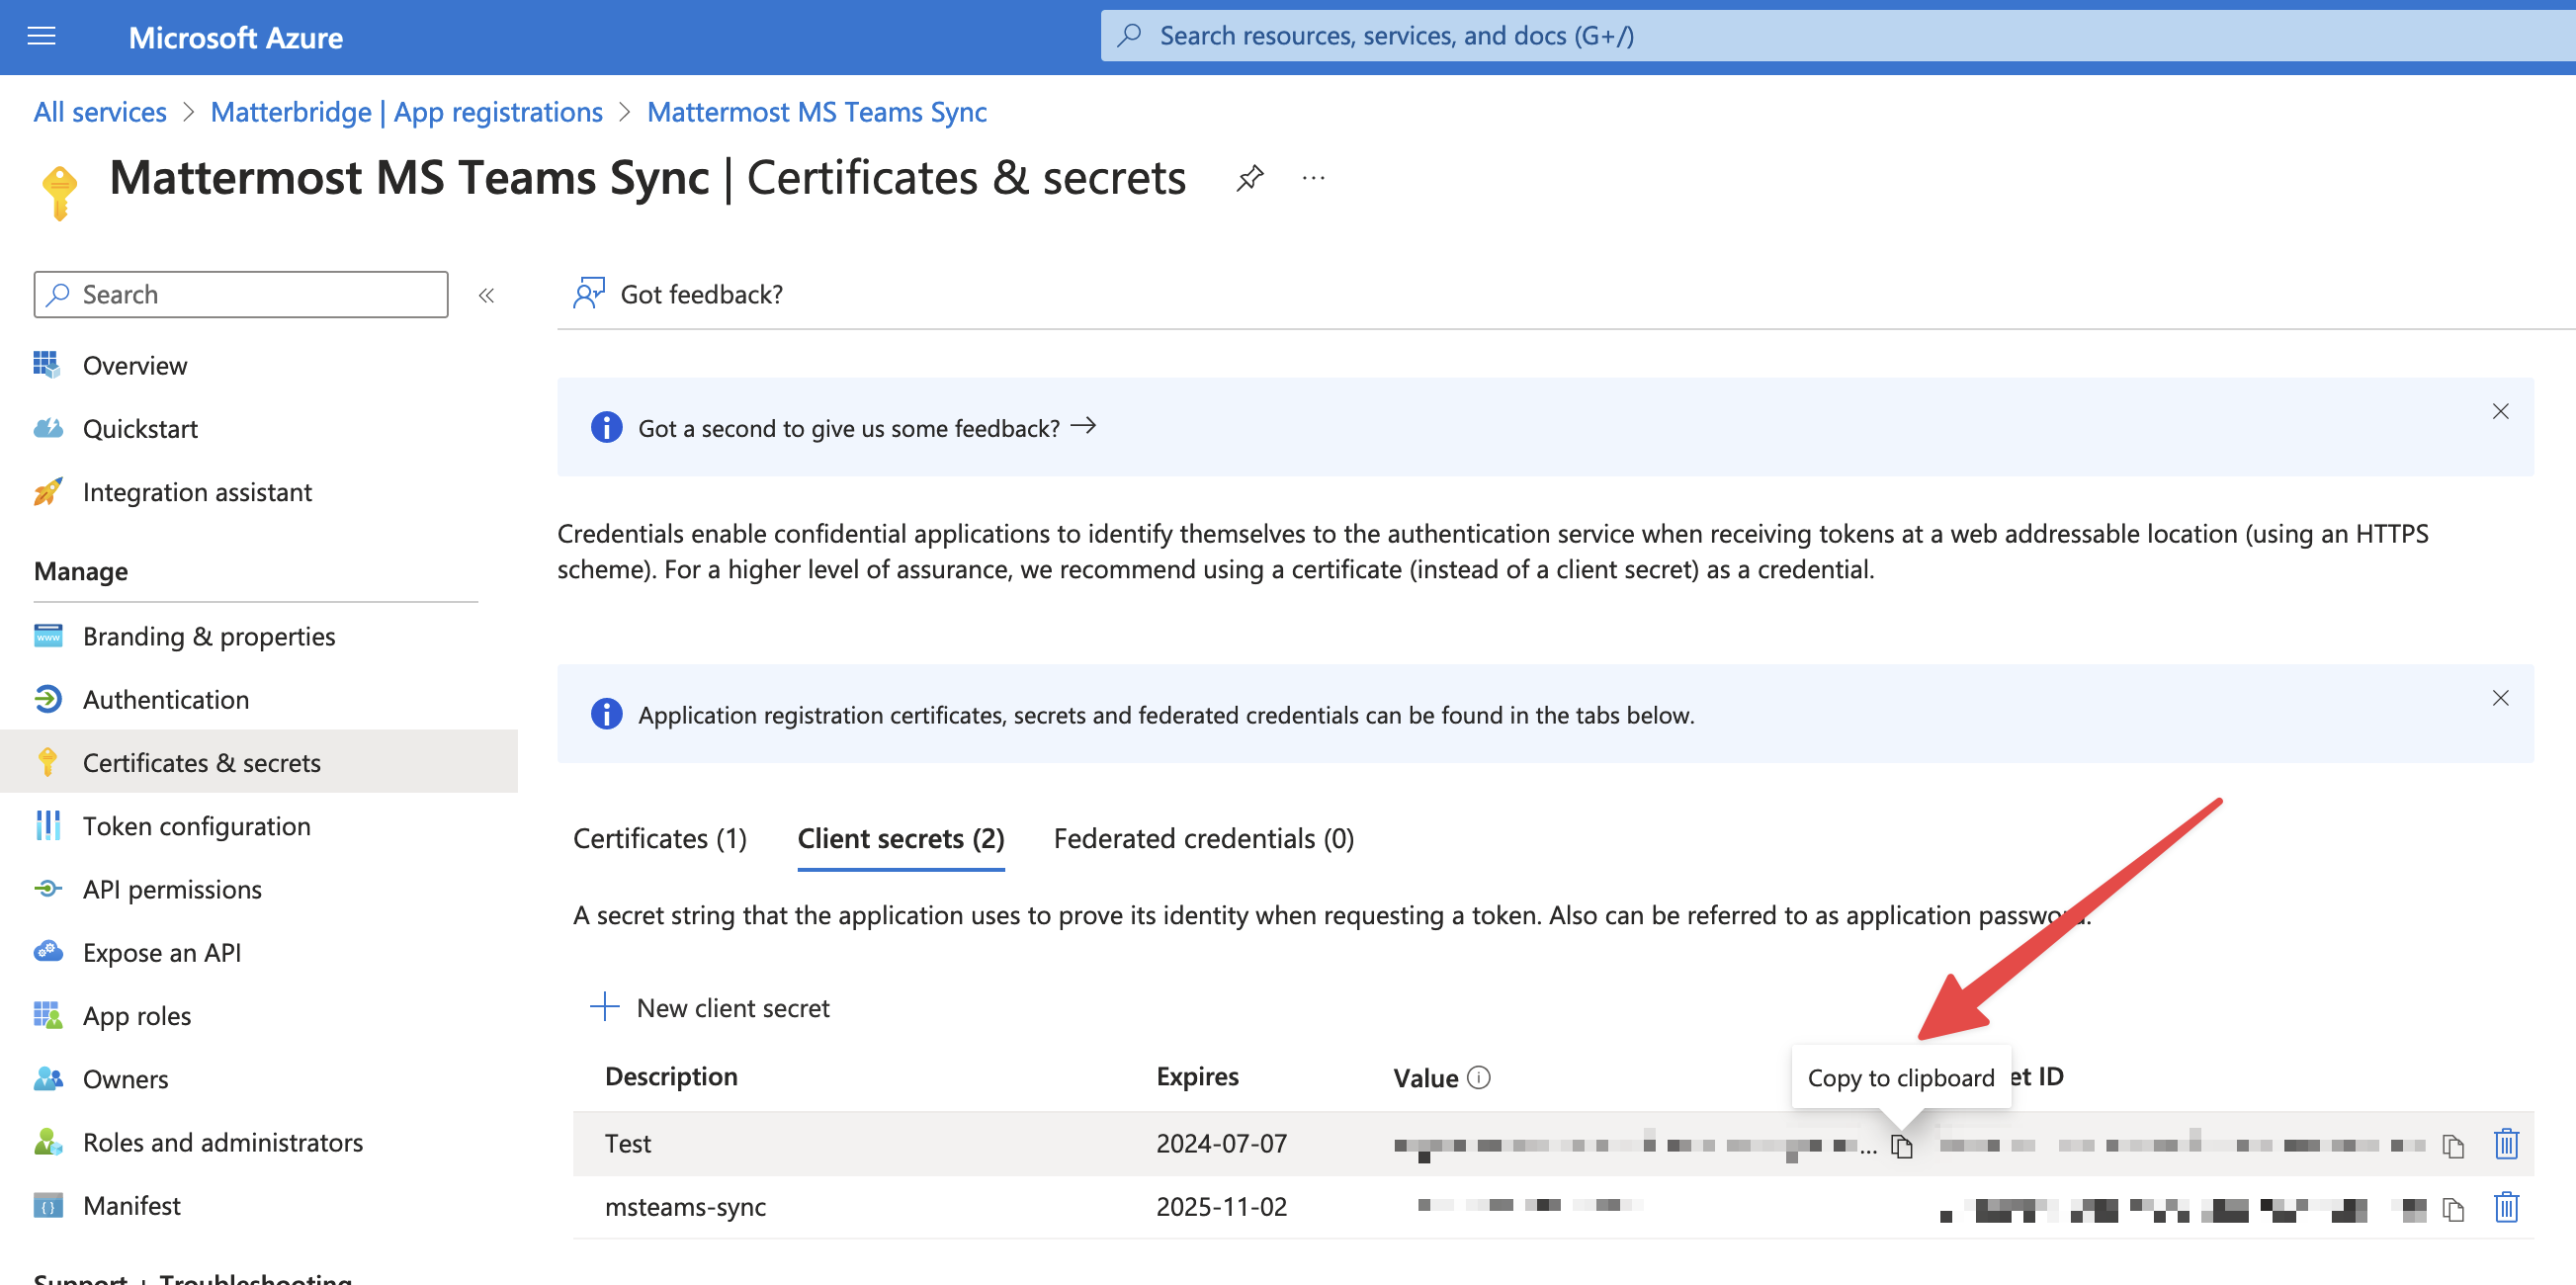 Microsoft Azure
Search resources, services, and docs (G+/)
All services > Matterbridge | App registrations > Mattermost MS Teams Sync
Mattermost MS Teams Sync | Certificates & secrets
Search
«
Got feedback?
Overview
Quickstart
Integration assistant
Manage
Branding & properties
Authentication
Certificates & secrets
Token configuration
API permissions
Expose an API
App roles
Owners
Roles and administrators
Manifest
Support + Troubleshooting
Got a second to give us some feedback? →
Credentials enable confidential applications to identify themselves to the authentication service when receiving tokens at a web addressable location (using an HTTPS
scheme). For a higher level of assurance, we recommend using a certificate (instead of a client secret) as a credential.
Application registration certificates, secrets and federated credentials can be found in the tabs below.
Certificates (1) Client secrets (2) Federated credentials (0)
A secret string that the application uses to prove its identity when requesting a token. Also can be referred to as application password.
New client secret
Description Expires Value Copy to clipboard et ID
Test 2024-07-07 ...
msteams-sync 2025-11-02